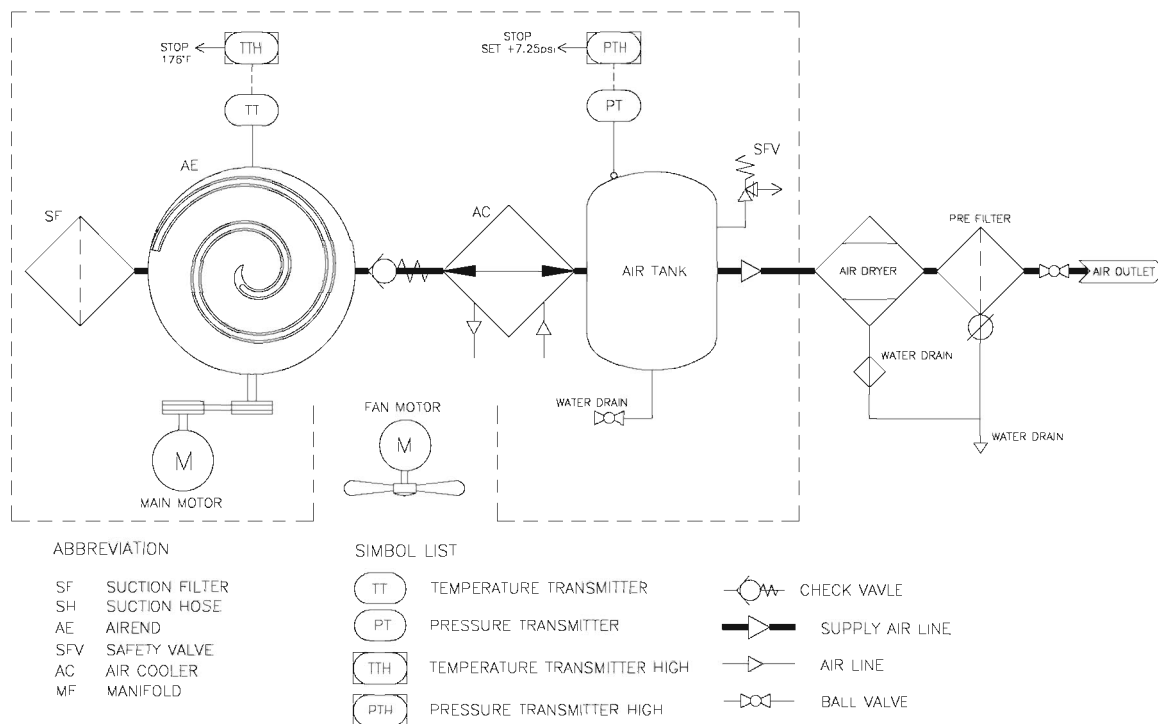 STOP
176°F
TTH
STOP
SET +7.25psi
PTH
TT
PT
AE
SFV
SF
AC
PRE FILTER
AIR TANK
AIR DRYER
AIR OUTLET
WATER DRAIN
FAN MOTOR
WATER DRAIN
M
WATER DRAIN
M
MAIN MOTOR
ABBREVIATION
SF SUCTION FILTER
SH SUCTION HOSE
AE AIREND
SFV SAFETY VALVE
AC AIR COOLER
MF MANIFOLD
SIMBOL LIST
TT TEMPERATURE TRANSMITTER
PT PRESSURE TRANSMITTER
TTH TEMPERATURE TRANSMITTER HIGH
PTH PRESSURE TRANSMITTER HIGH
CHECK VAVLE
SUPPLY AIR LINE
AIR LINE
BALL VALVE